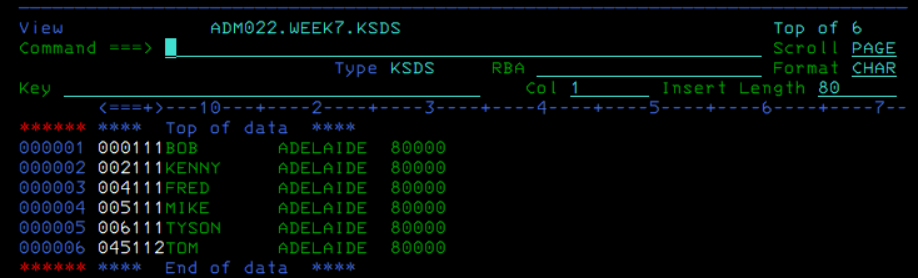 View ADM022.WEEK7.KSDS Top of 6
Command ===> Scroll PAGE
Type KSDS RBA Format CHAR
Key Col 1 Insert Length 80
<===+>---10---+----2----+----3----+----4----+----5----+----6----+----7--
****** **** Top of data ****
000001 000111BOB ADELAIDE 80000
000002 002111KENNY ADELAIDE 80000
000003 004111FRED ADELAIDE 80000
000004 005111MIKE ADELAIDE 80000
000005 006111TYSON ADELAIDE 80000
000006 045112TOM ADELAIDE 80000
****** **** End of data ****